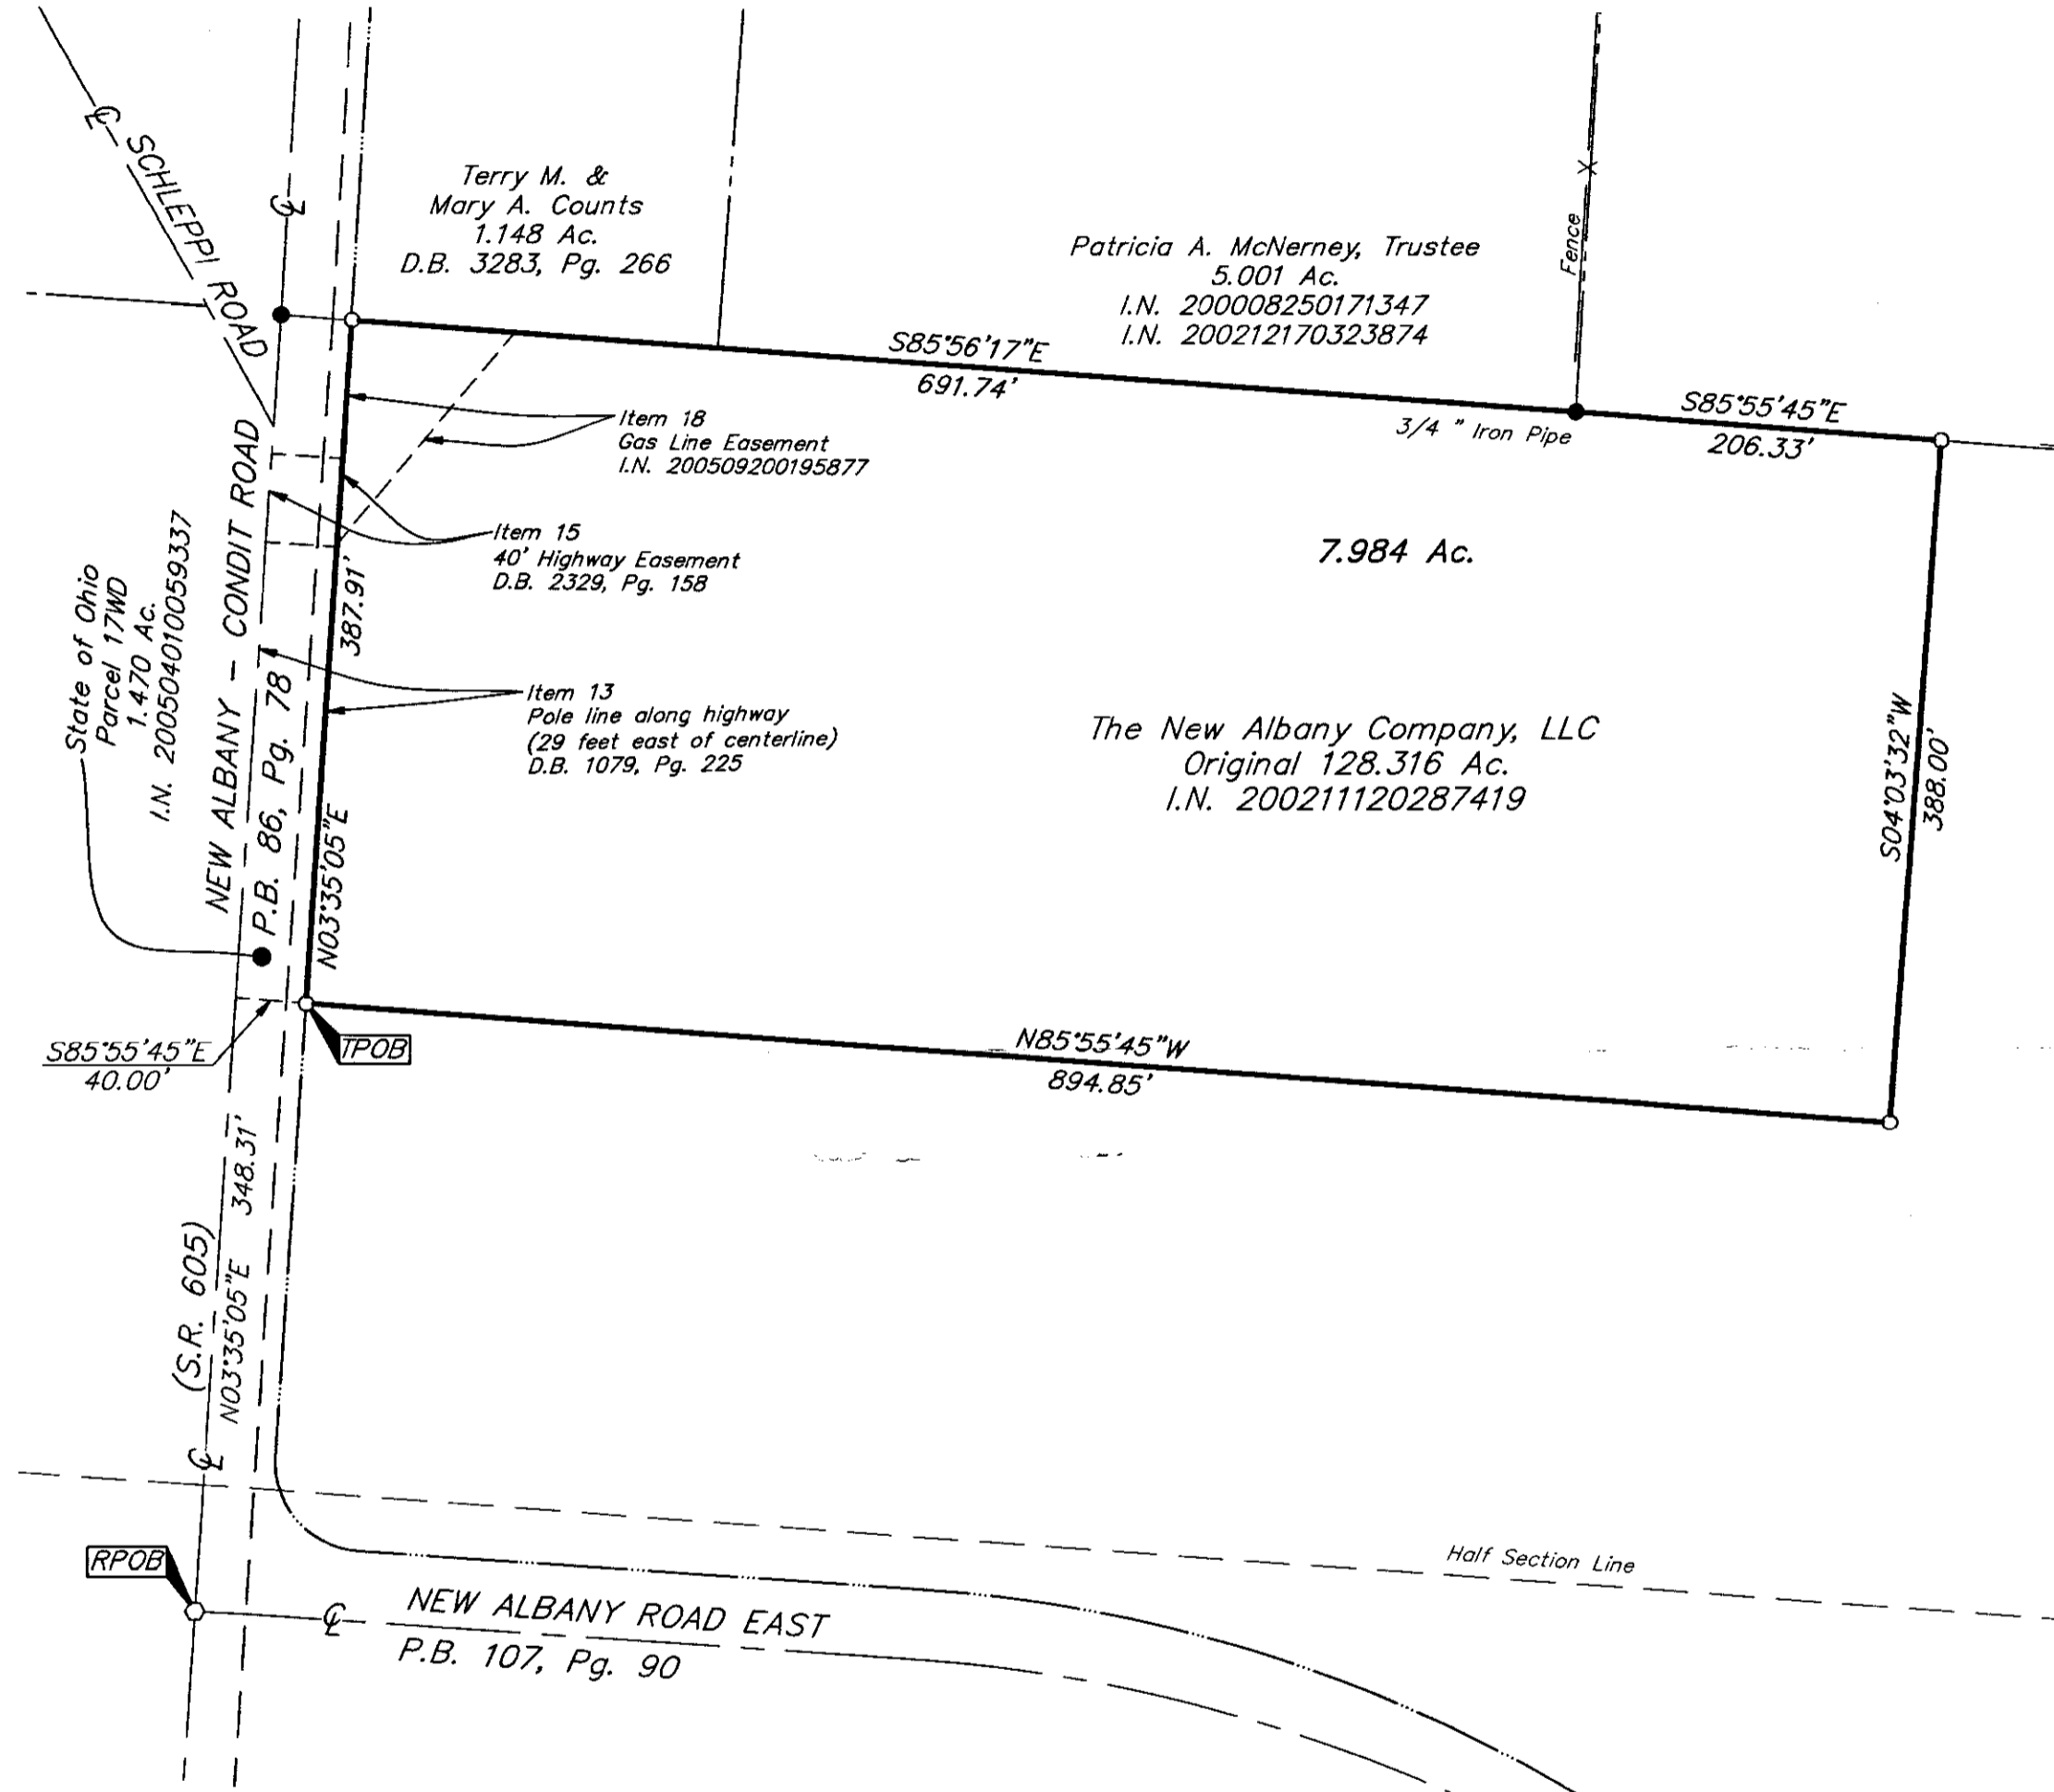 SCHLEPPI ROAD
Terry M. &
Mary A. Counts
1.148 Ac.
D.B. 3283, Pg. 266
Patricia A. McNerney, Trustee
5.001 Ac.
I.N. 200008250171347
I.N. 200212170323874
Fence
S85°56'17"E
691.74'
3/4 " Iron Pipe
S85°55'45"E
206.33'
Item 18
Gas Line Easement
I.N. 200509200195877
Item 15
40' Highway Easement
D.B. 2329, Pg. 158
7.984 Ac.
State of Ohio
Parcel 17WD
1.470 Ac.
I.N. 200504010059337
NEW ALBANY - CONDIT ROAD
P.B. 86, Pg. 78
387.91'
N03°35'05"E
Item 13
Pole line along highway
(29 feet east of centerline)
D.B. 1079, Pg. 225
The New Albany Company, LLC
Original 128.316 Ac.
I.N. 200211120287419
S04°03'32"W
388.00'
S85°55'45"E
40.00'
TPOB
N85°55'45"W
894.85'
(S.R. 605)
N03°35'05"E 348.31'
RPOB
Half Section Line
NEW ALBANY ROAD EAST
P.B. 107, Pg. 90